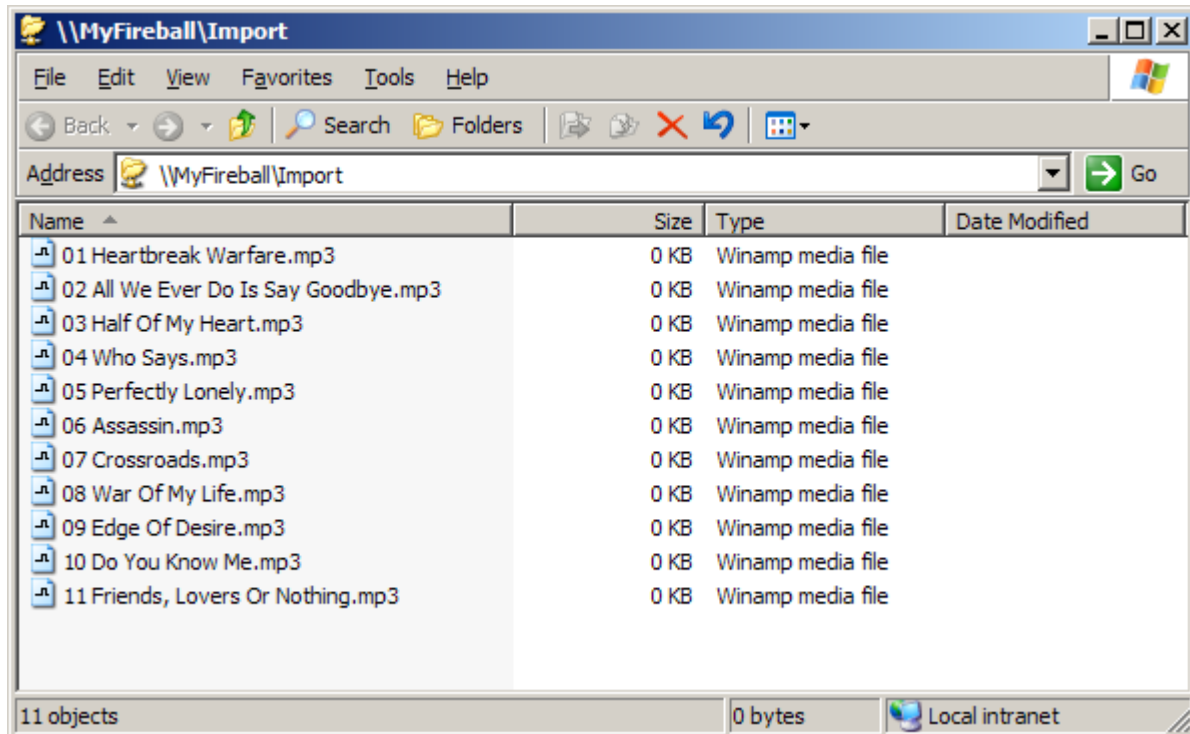 \\MyFireball\Import
File Edit View Favorites Tools Help
Back Search Folders
Address \\MyFireball\Import Go
Name Size Type Date Modified
01 Heartbreak Warfare.mp3 0 KB Winamp media file
02 All We Ever Do Is Say Goodbye.mp3 0 KB Winamp media file
03 Half Of My Heart.mp3 0 KB Winamp media file
04 Who Says.mp3 0 KB Winamp media file
05 Perfectly Lonely.mp3 0 KB Winamp media file
06 Assassin.mp3 0 KB Winamp media file
07 Crossroads.mp3 0 KB Winamp media file
08 War Of My Life.mp3 0 KB Winamp media file
09 Edge Of Desire.mp3 0 KB Winamp media file
10 Do You Know Me.mp3 0 KB Winamp media file
11 Friends, Lovers Or Nothing.mp3 0 KB Winamp media file
11 objects 0 bytes Local intranet